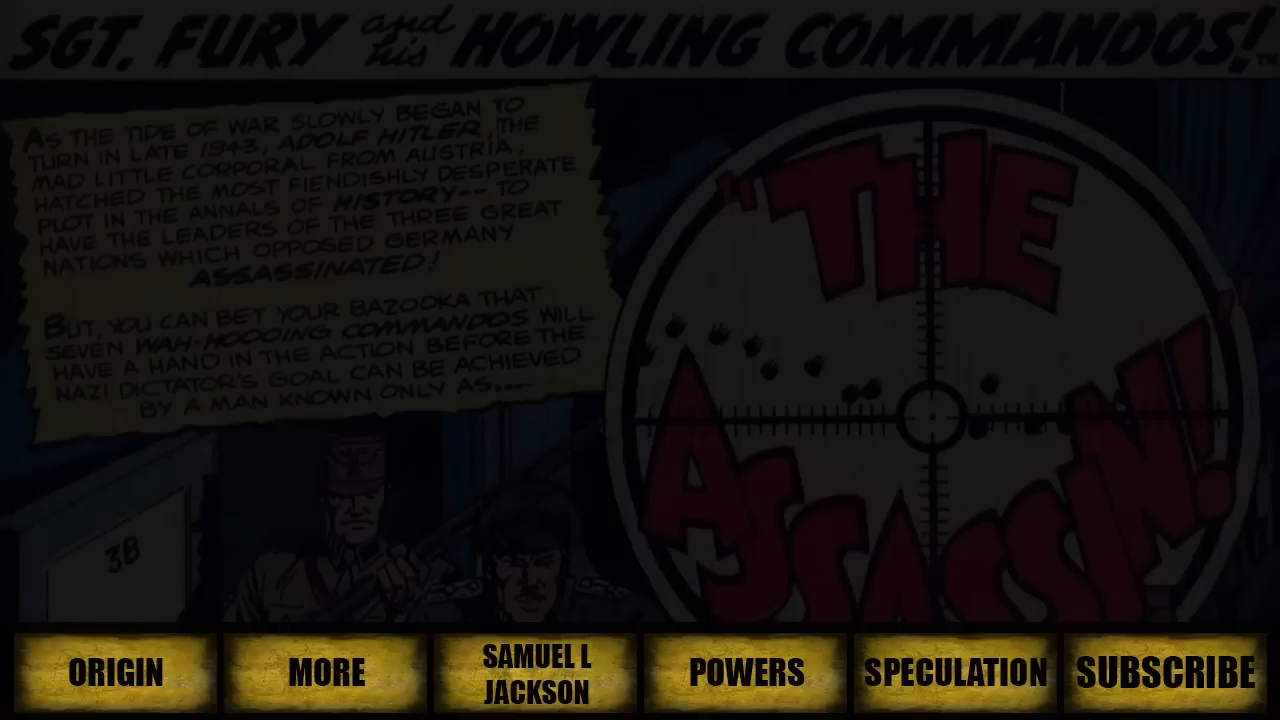 SGT. FURY and his HOWLING COMMANDOS! TM
AS THE TIDE OF WAR SLOWLY BEGAN TO
TURN IN LATE 1943, ADOLF HITLER, THE
MAD LITTLE CORPORAL FROM AUSTRIA,
HATCHED THE MOST FIENDISHLY DESPERATE
PLOT IN THE ANNALS OF HISTORY-- TO
HAVE THE LEADERS OF THE THREE GREAT
NATIONS WHICH OPPOSED GERMANY
ASSASSINATED!
BUT, YOU CAN BET YOUR BAZOOKA THAT
SEVEN WAH-HOOING COMMANDOS WILL
HAVE A HAND IN THE ACTION BEFORE THE
NAZI DICTATOR'S GOAL CAN BE ACHIEVED
BY A MAN KNOWN ONLY AS...
"THE
ASSASSIN!"
38
ORIGIN
MORE
SAMUEL L
JACKSON
POWERS
SPECULATION
SUBSCRIBE